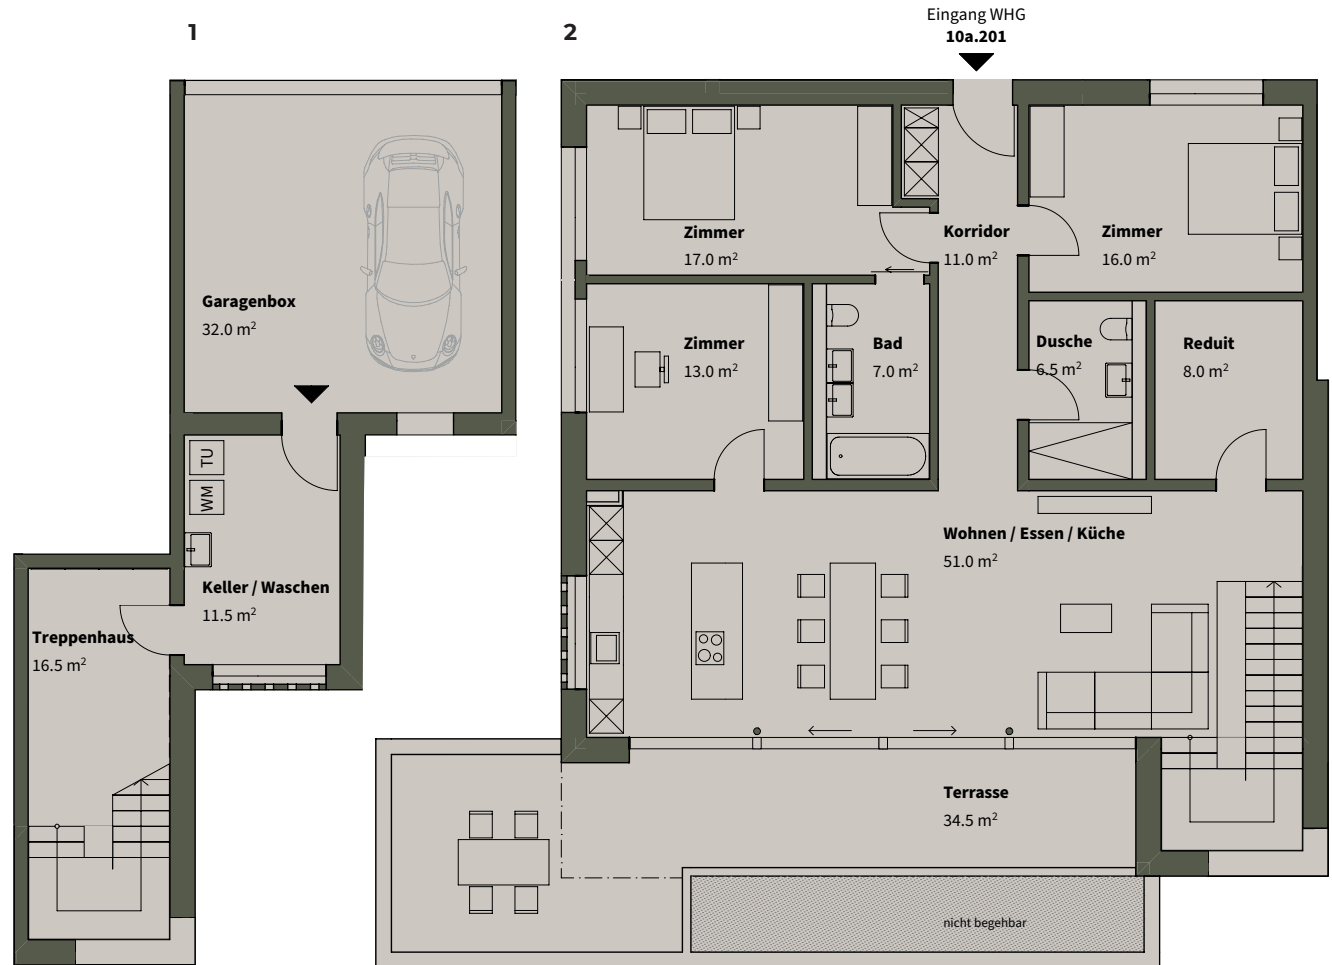 1
2
Eingang WHG
10a.201
Garagenbox
32.0 m²
TU
WM
Keller / Waschen
11.5 m²
Treppenhaus
16.5 m²
Zimmer
17.0 m²
Korridor
11.0 m²
Zimmer
16.0 m²
Zimmer
13.0 m²
Bad
7.0 m²
Dusche
6.5 m²
Reduit
8.0 m²
Wohnen / Essen / Küche
51.0 m²
Terrasse
34.5 m²
nicht begehbar